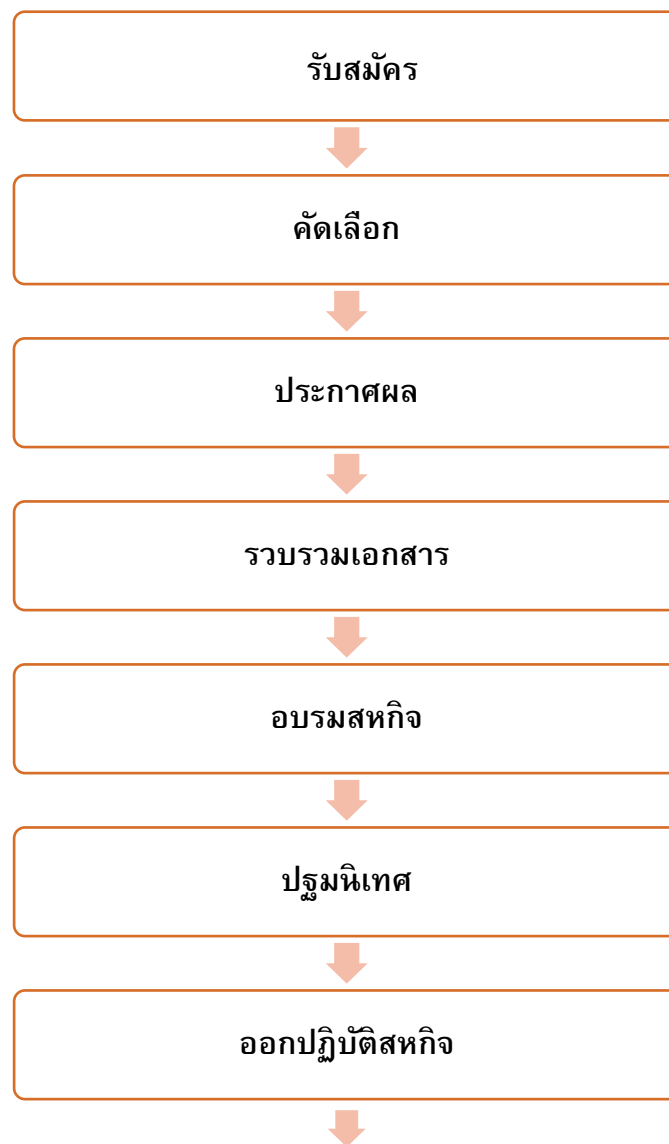 รับสมัคร
คัดเลือก
ประกาศผล
รวบรวมเอกสาร
อบรมสหกิจ
ปฐมนิเทศ
ออกปฏิบัติสหกิจ